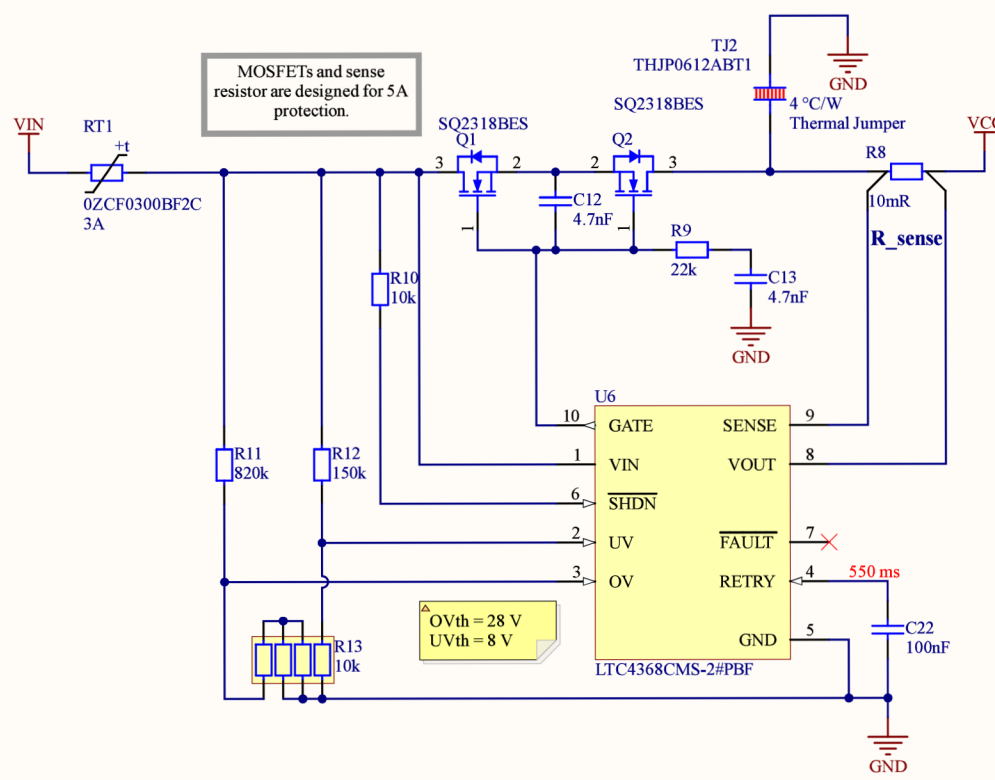 TJ2
THJP0612ABT1
GND
MOSFETs and sense
resistor are designed for 5A
protection.
4 °C/W
Thermal Jumper
VIN
RT1
+t
0ZCF0300BF2C
3A
SQ2318BES
Q1
3
2
1
SQ2318BES
Q2
2
3
1
C12
4.7nF
R8
10mR
R_sense
R9
22k
C13
4.7nF
GND
R10
10k
U6
10
GATE
SENSE
9
1
VIN
VOUT
8
6
SHDN
2
UV
FAULT
7
3
OV
RETRY
4
550 ms
GND
5
LTC4368CMS-2#PBF
R11
820k
R12
150k
OVth = 28 V
UVth = 8 V
R13
10k
C22
100nF
GND